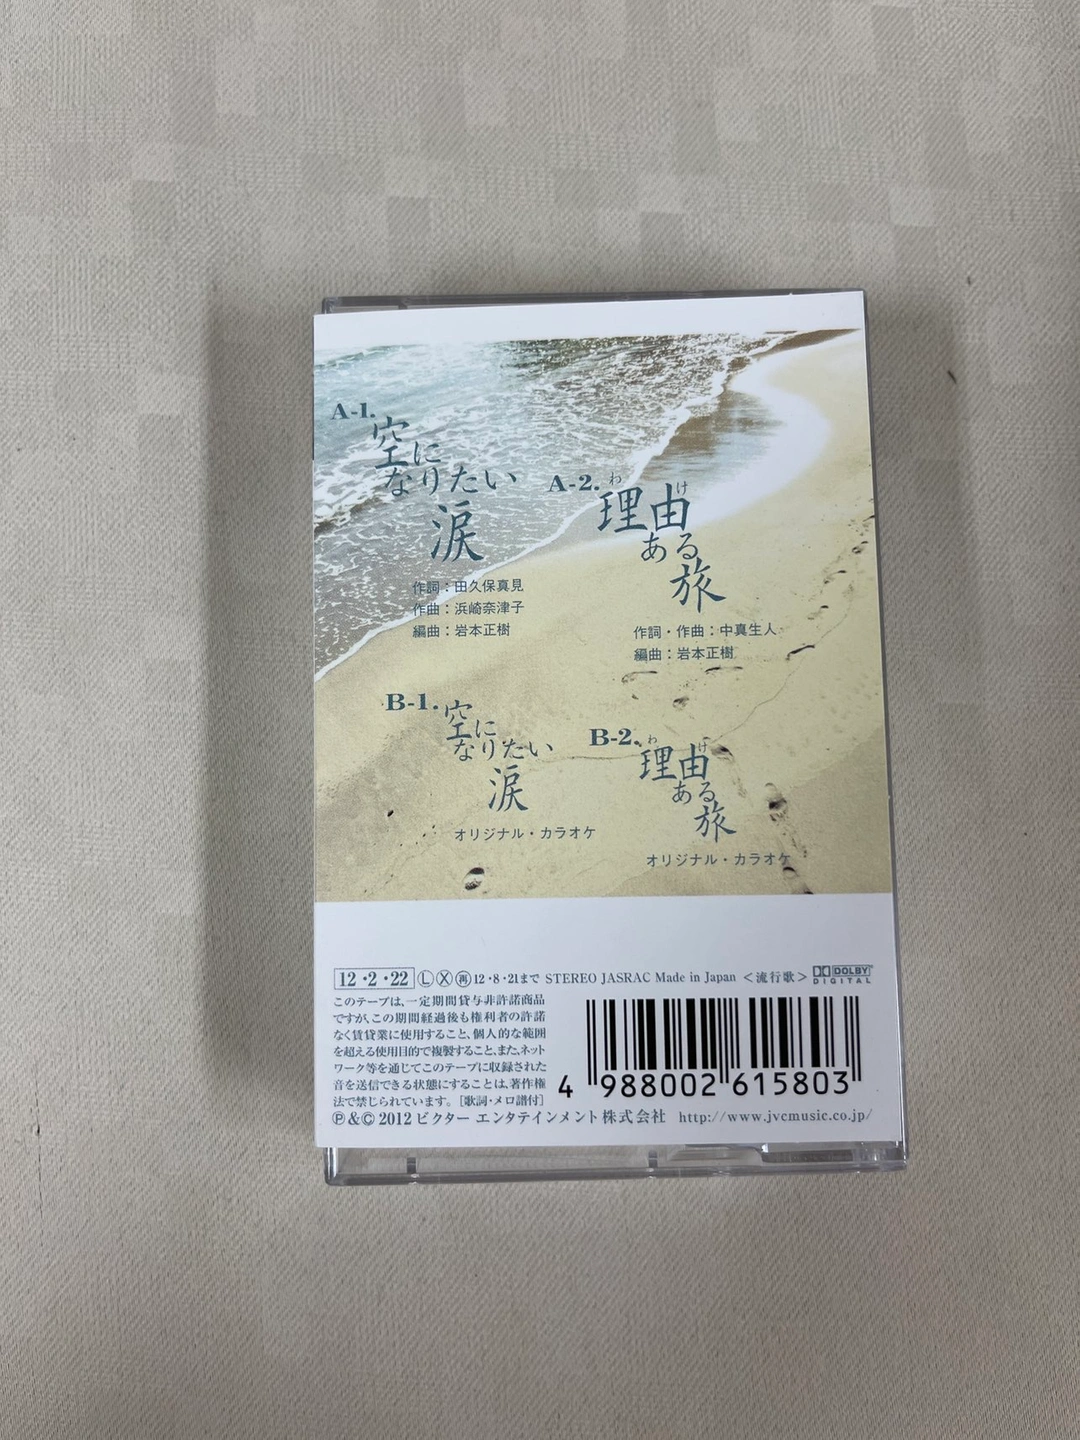 A-1.
空に
なりたい
涙
作詞：田久保真見
作曲：浜崎奈津子
編曲：岩本正樹
A-2.
わ け
理由
ある
旅
作詞・作曲：中真生人
編曲：岩本正樹
B-1.
空に
なりたい
涙
オリジナル・カラオケ
B-2.
わ け
理由
ある
旅
オリジナル・カラオケ
12・2・22 Ⓛ Ⓧ ㊢12・8・21まで STEREO JASRAC Made in Japan ＜流行歌＞ DOLBY DIGITAL
このテープは、一定期間貸与非許諾商品
ですが、この期間経過後も権利者の許諾
なく賃貸業に使用すること、個人的な範囲
を超える使用目的で複製すること、また、ネット
ワーク等を通じてこのテープに収録された
音を送信できる状態にすることは、著作権
法で禁じられています。［歌詞・メロ譜付］
4 988002 615803
Ⓟ&Ⓒ 2012 ビクター エンタテインメント株式会社 http://www.jvcmusic.co.jp/